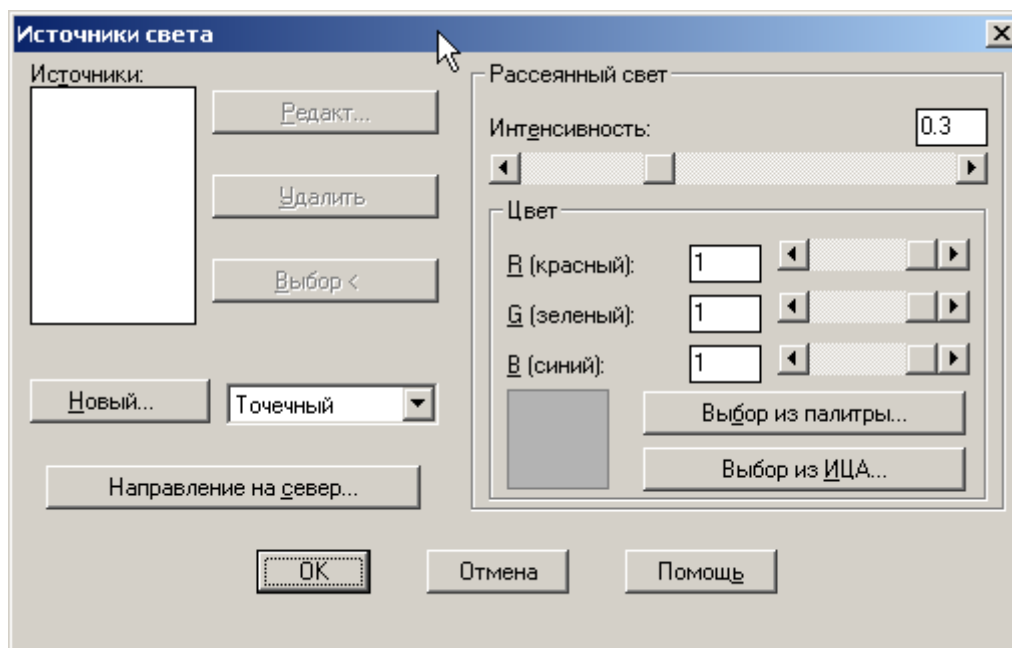 Источники света
Источники:
Редакт...
Удалить
Выбор <
Новый...
Точечный
Направление на север...
Рассеянный свет
Интенсивность:
0.3
Цвет
R (красный):
1
G (зеленый):
1
B (синий):
1
Выбор из палитры...
Выбор из ИЦА...
OK
Отмена
Помощь